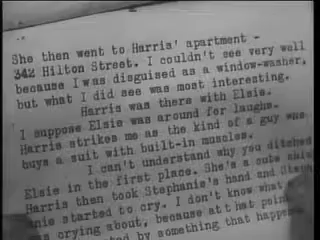 She then went to Harris' apartment -
342 Hilton Street. I couldn't see very well
because I was disguised as a window-washer,
but what I did see was most interesting.
Harris was there with Elsie.
I suppose Elsie was around for laughs.
Harris strikes me as the kind of a guy who
buys a suit with built-in muscles.
I can't understand why you ditched
Elsie in the first place. She's a cute
Harris then took Stephanie's hand and
anie started to cry. I don't know what
was crying about, because at that point
by something that happe